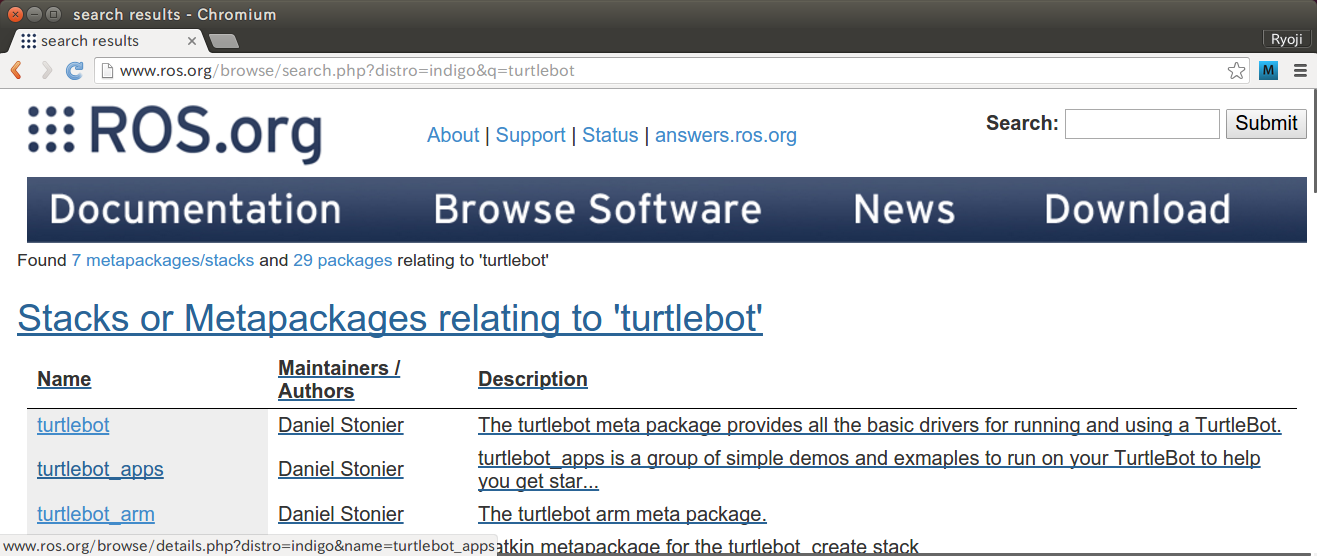 search results - Chromium
search results
Ryoji
www.ros.org/browse/search.php?distro=indigo&q=turtlebot
M
ROS.org
About | Support | Status | answers.ros.org
Search:
Submit
Documentation
Browse Software
News
Download
Found 7 metapackages/stacks and 29 packages relating to 'turtlebot'
Stacks or Metapackages relating to 'turtlebot'
Name
Maintainers /
Authors
Description
turtlebot
Daniel Stonier
The turtlebot meta package provides all the basic drivers for running and using a TurtleBot.
turtlebot_apps
Daniel Stonier
turtlebot_apps is a group of simple demos and exmaples to run on your TurtleBot to help
you get star...
turtlebot_arm
Daniel Stonier
The turtlebot arm meta package.
www.ros.org/browse/details.php?distro=indigo&name=turtlebot_apps
atkin metapackage for the turtlebot_create stack